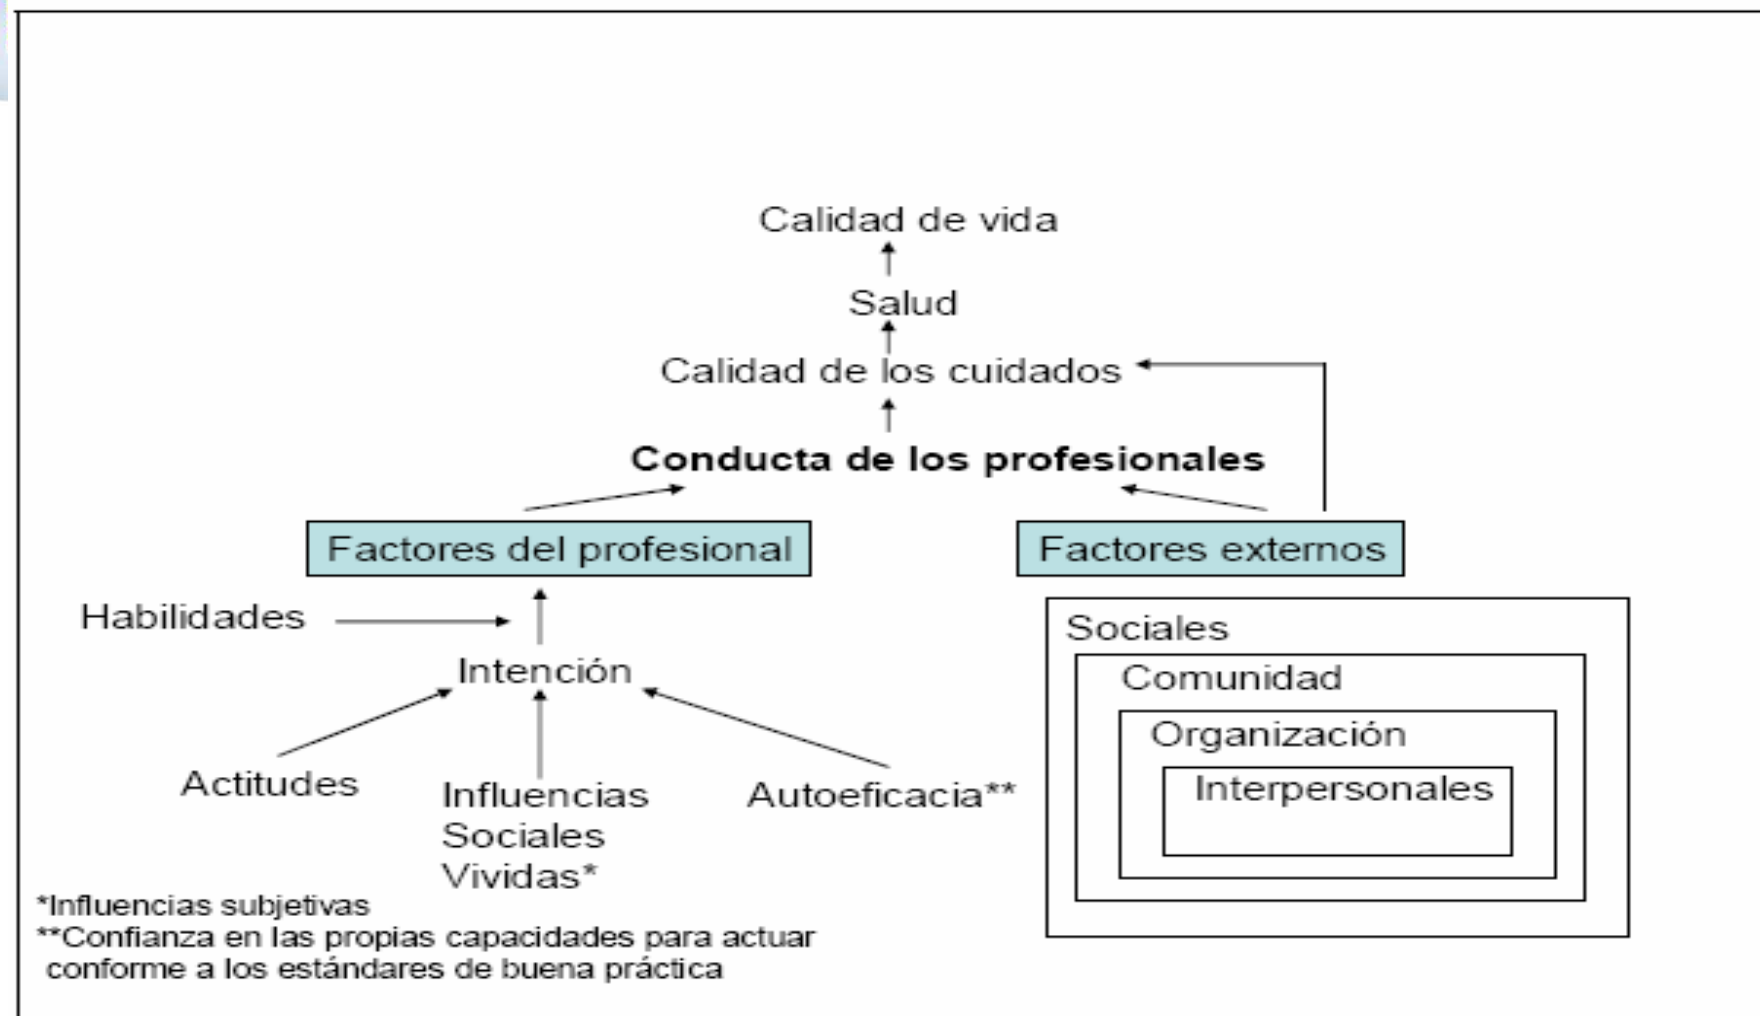 Calidad de vida
Salud
Calidad de los cuidados
Conducta de los profesionales
Factores del profesional
Factores externos
Habilidades
Intención
Actitudes
Influencias
Sociales
Vividas*
Autoeficacia**
Sociales
Comunidad
Organización
Interpersonales
*Influencias subjetivas
**Confianza en las propias capacidades para actuar
conforme a los estándares de buena práctica